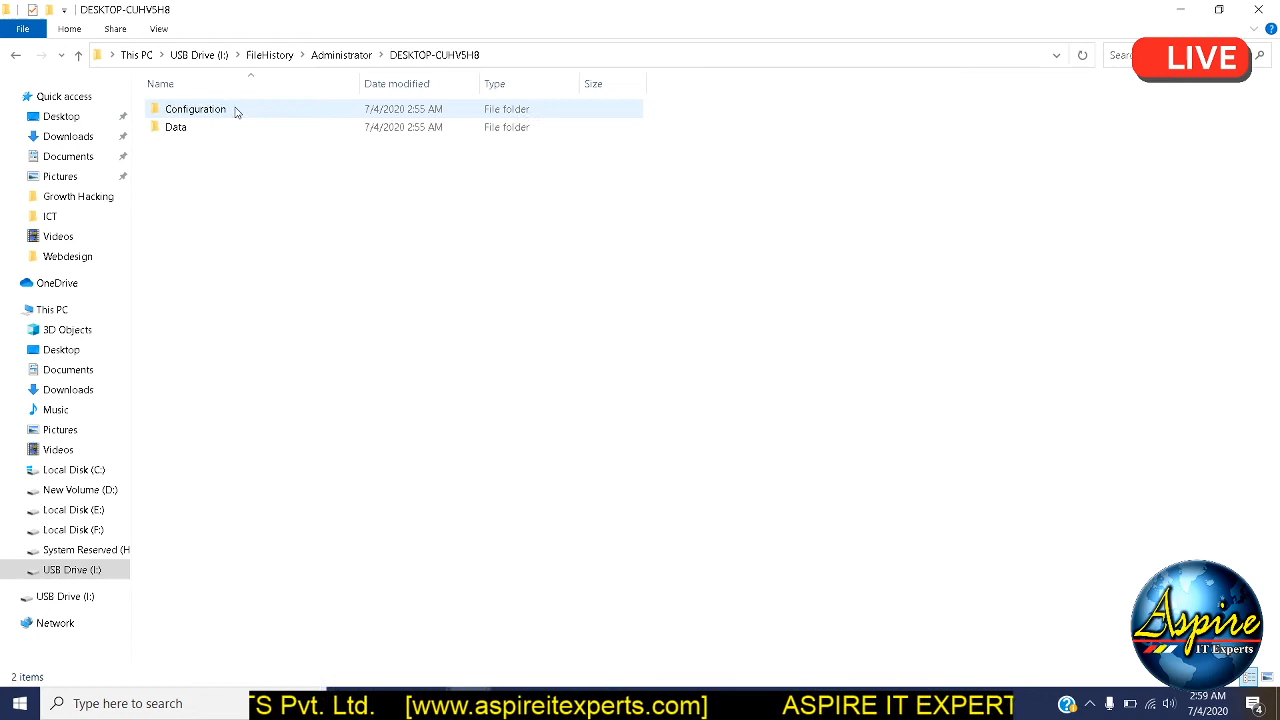 DESKTOP-CUHV5H8
File
Home
Share
View
This PC > USB Drive (I:) > FileHistory > Administrator > DESKTOP-CUHV5H8
Sear
LIVE
Name
Date modified
Type
Size
Configuration
7/4/2020 2:55 AM
File folder
Data
7/4/2020 2:55 AM
File folder
Quick access
Desktop
Downloads
Documents
Pictures
Growth Hacking
ICT
Videos
Webdesign
OneDrive
This PC
3D Objects
Desktop
Documents
Downloads
Music
Pictures
Videos
Local Disk (C:)
New Volume (D:)
Local Disk (E:)
Local Disk (F:)
System Reserved (H
USB Drive (I:)
USB Drive (I:)
Network
Aspire
IT Experts
2 items
Type here to search
TS Pvt. Ltd. [www.aspireitexperts.com] ASPIRE IT EXPERT
2:59 AM
7/4/2020